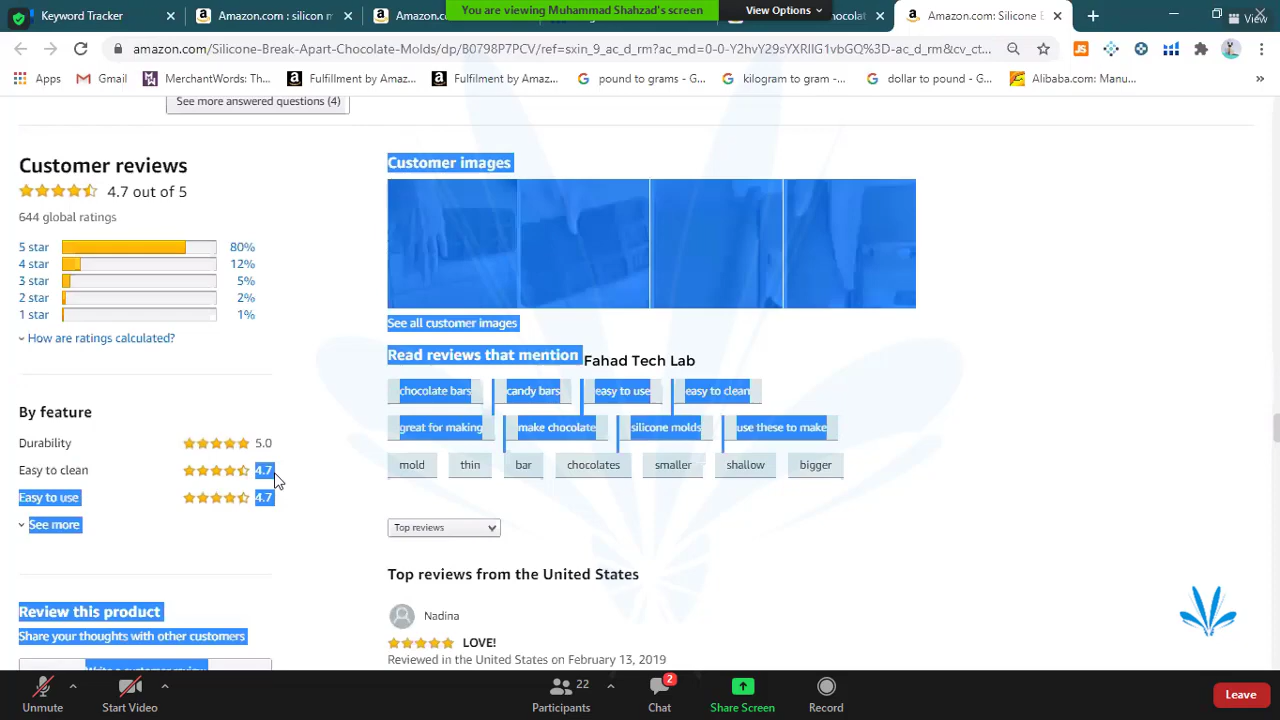 You are viewing Muhammad Shahzad's screen
View Options
View
Keyword Tracker
Amazon.com : silicon m
Amazon.com: Silicone B
amazon.com/Silicone-Break-Apart-Chocolate-Molds/dp/B0798P7PCV/ref=sxin_9_ac_d_rm?ac_md=0-0-Y2hvY29sYXRlIG1vbGQ%3D-ac_d_rm&cv_ct...
Apps
Gmail
MerchantWords: Th...
Fulfillment by Amaz...
Fulfilment by Amaz...
pound to grams - G...
kilogram to gram -...
dollar to pound - G...
Alibaba.com: Manu...
See more answered questions (4)
Customer reviews
4.7 out of 5
644 global ratings
5 star 80%
4 star 12%
3 star 5%
2 star 2%
1 star 1%
How are ratings calculated?
By feature
Durability 5.0
Easy to clean 4.7
Easy to use 4.7
See more
Review this product
Share your thoughts with other customers
Write a customer review
Customer images
See all customer images
Read reviews that mention
Fahad Tech Lab
chocolate bars candy bars easy to use easy to clean
great for making make chocolate silicone molds use these to make
mold thin bar chocolates smaller shallow bigger
Top reviews
Top reviews from the United States
Nadina
LOVE!
Reviewed in the United States on February 13, 2019
Unmute
Start Video
22
Participants
2
Chat
Share Screen
Record
Leave